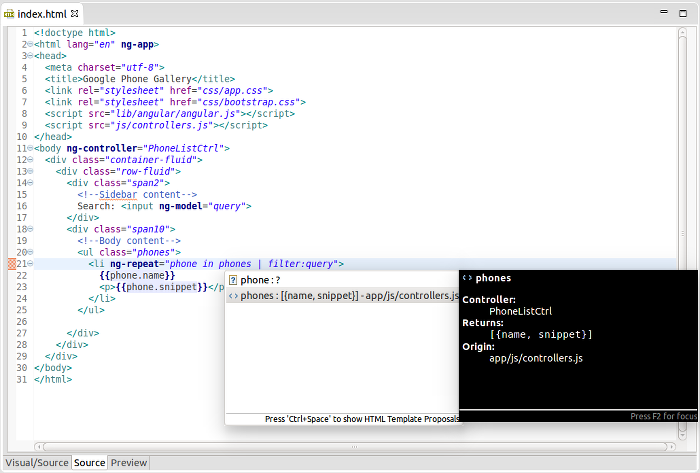 index.html
1 <!doctype html>
2 <html lang="en" ng-app>
3 <head>
4 <meta charset="utf-8">
5 <title>Google Phone Gallery</title>
6 <link rel="stylesheet" href="css/app.css">
7 <link rel="stylesheet" href="css/bootstrap.css">
8 <script src="lib/angular/angular.js"></script>
9 <script src="js/controllers.js"></script>
10 </head>
11 <body ng-controller="PhoneListCtrl">
12 <div class="container-fluid">
13 <div class="row-fluid">
14 <div class="span2">
15 <!--Sidebar content-->
16 Search: <input ng-model="query">
17 </div>
18 <div class="span10">
19 <!--Body content-->
20 <ul class="phones">
21 <li ng-repeat="phone in phones | filter:query">
22 {{phone.name}}
23 <p>{{phone.snippet}}</p
24 </li>
25 </ul>
26
27 </div>
28 </div>
29 </div>
30 </body>
31 </html>
phone : ?
phones : [{name, snippet}] - app/js/controllers.js
Press 'Ctrl+Space' to show HTML Template Proposals
phones
Controller:
PhoneListCtrl
Returns:
[{name, snippet}]
Origin:
app/js/controllers.js
Press F2 for focus
Visual/Source Source Preview